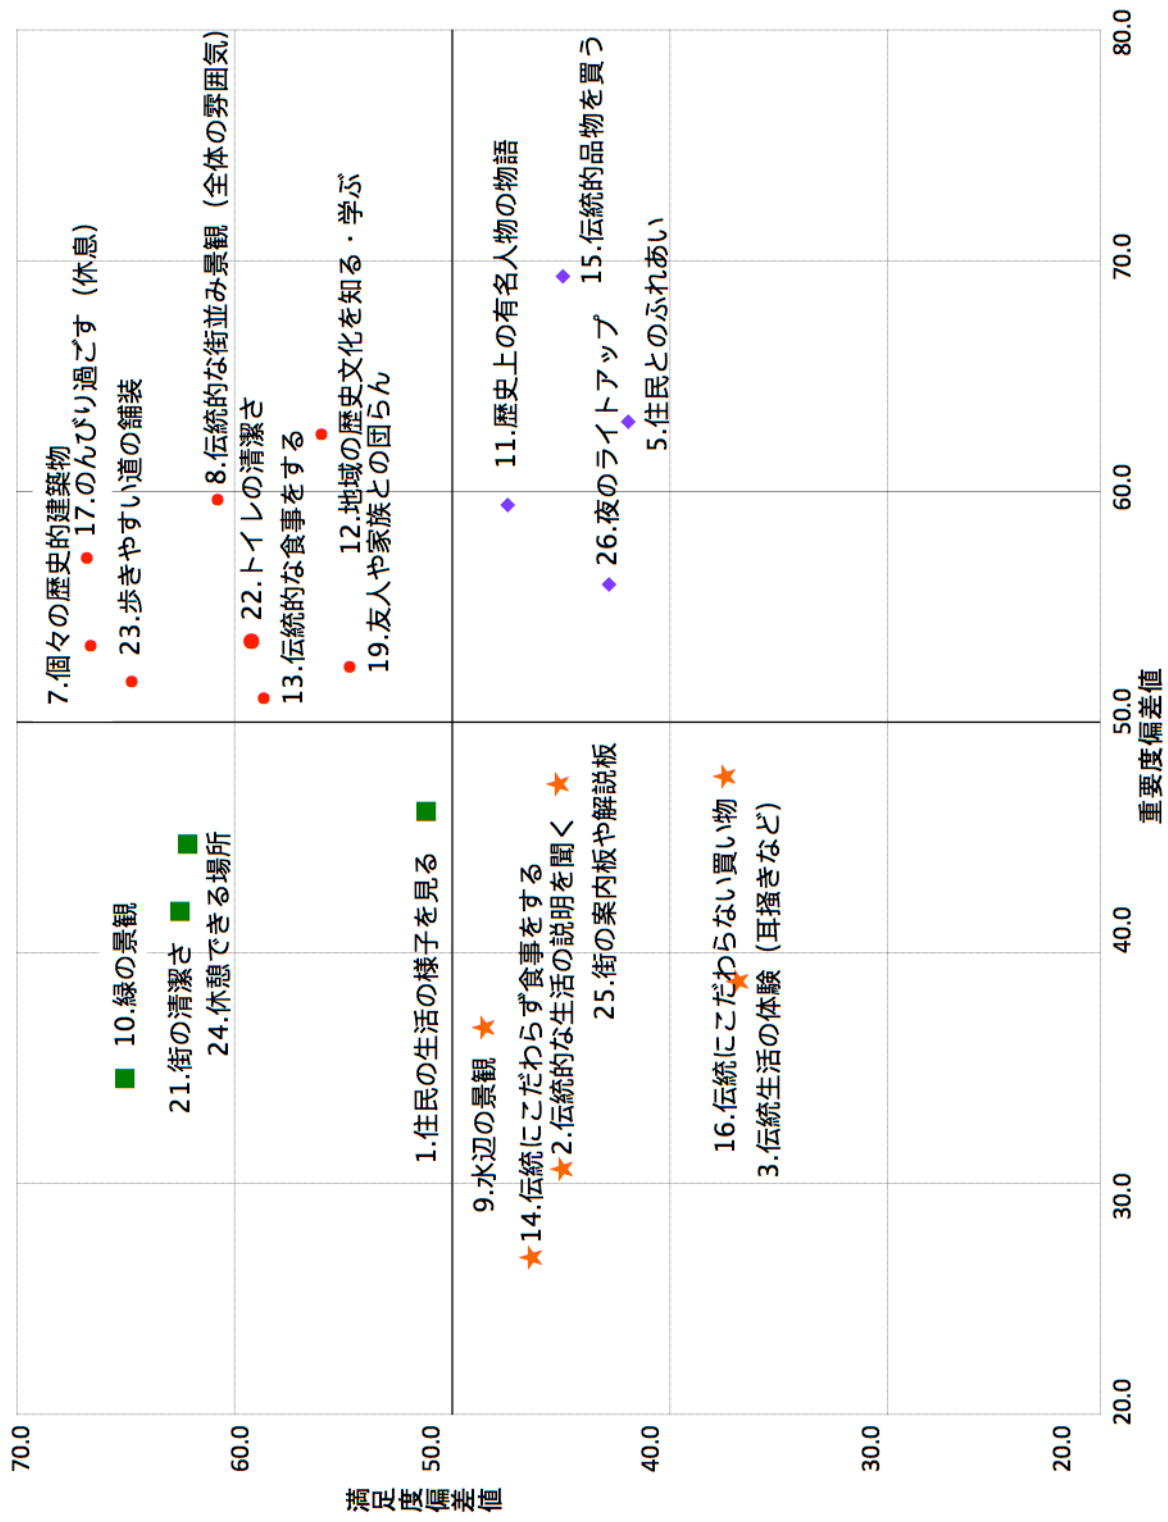 満足度偏差値
70.0
60.0
50.0
40.0
30.0
20.0
7.個々の歴史的建築物
17.のんびり過ごす（休息）
23.歩きやすい道の舗装
8.伝統的な街並み景観（全体の雰囲気）
22.トイレの清潔さ
13.伝統的な食事をする
12.地域の歴史文化を知る・学ぶ
19.友人や家族との団らん
10.緑の景観
21.街の清潔さ
24.休憩できる場所
1.住民の生活の様子を見る
9.水辺の景観
14.伝統にこだわらず食事をする
2.伝統的な生活の説明を聞く
25.街の案内板や解説板
16.伝統にこだわらない買い物
3.伝統生活の体験（耳掻きなど）
11.歴史上の有名人物の物語
15.伝統的品物を買う
26.夜のライトアップ
5.住民とのふれあい
20.0
30.0
40.0
50.0
60.0
70.0
80.0
重要度偏差値